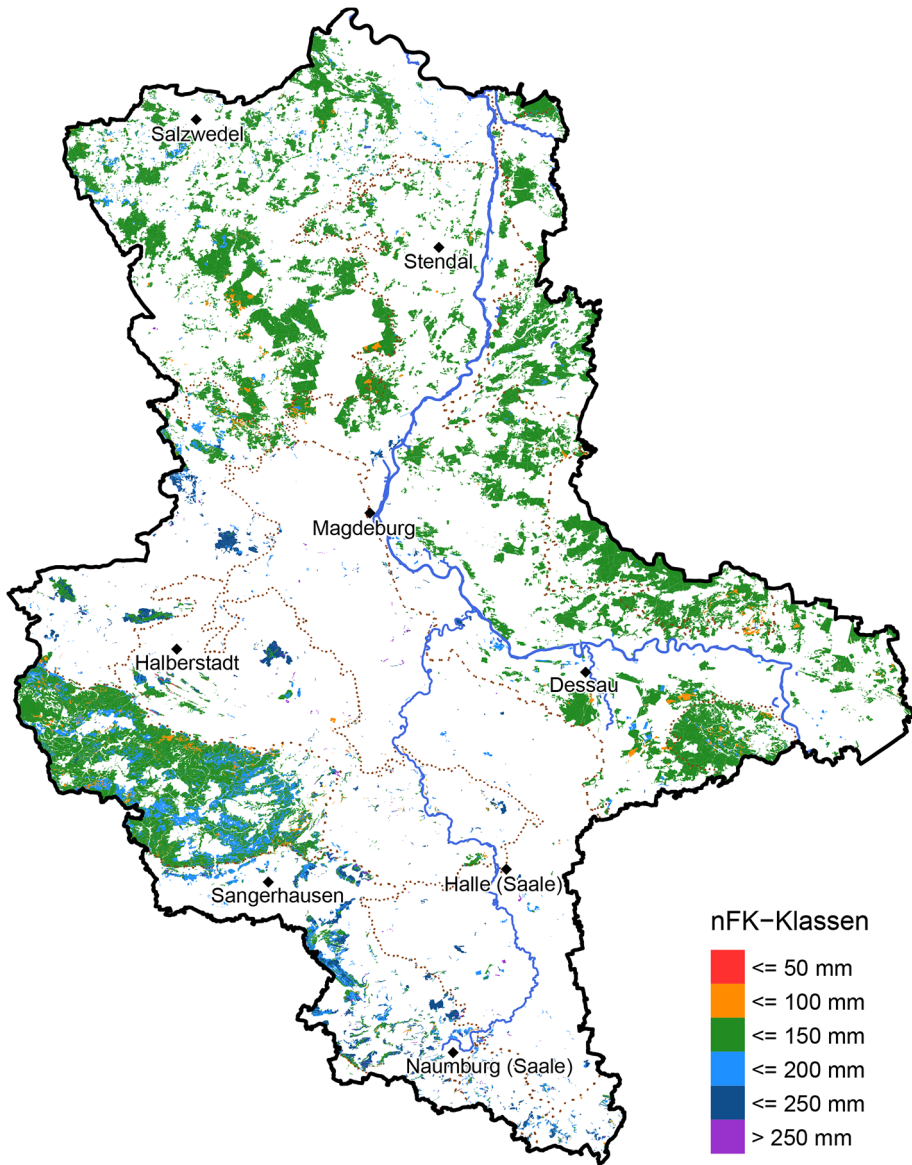 Salzwedel
Stendal
Magdeburg
Halberstadt
Dessau
Sangerhausen
Halle (Saale)
Naumburg (Saale)
nFK−Klassen
<= 50 mm
<= 100 mm
<= 150 mm
<= 200 mm
<= 250 mm
> 250 mm